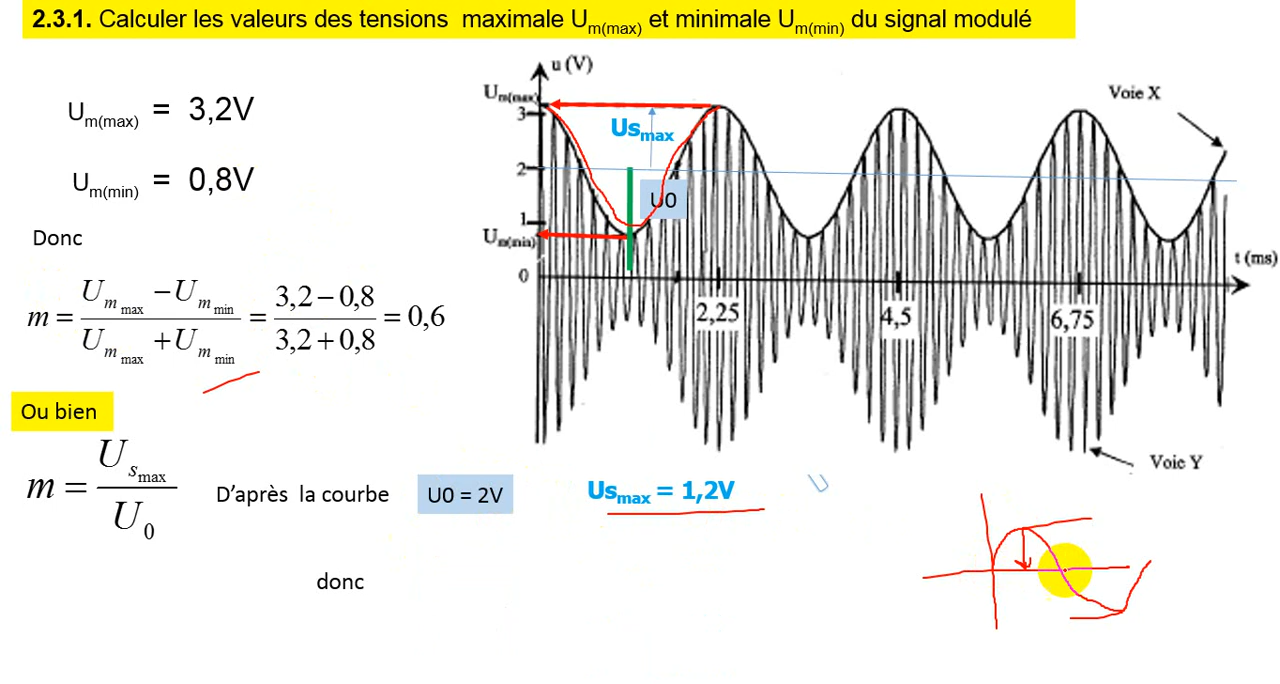 2.3.1. Calculer les valeurs des tensions maximale Um(max) et minimale Um(min) du signal modulé
Um(max) = 3,2V
Um(min) = 0,8V
Donc
m = (Um max − Um min) / (Um max + Um min) = (3,2 − 0,8) / (3,2 + 0,8) = 0,6
Ou bien
m = Us max / U0
D’après la courbe
U0 = 2V
Usmax = 1,2V
donc
u (V)
Um(max)
3
Usmax
2
U0
1
Um(min)
0
2,25
4,5
6,75
t (ms)
Voie X
Voie Y
U